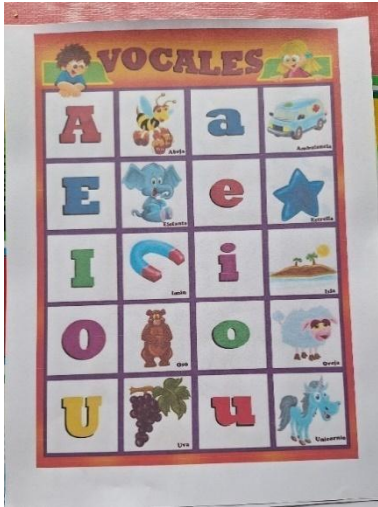 VOCALES
A
Abeja
a
Ambulancia
E
Elefante
e
Estrella
I
Imán
i
Isla
O
Oso
o
Oveja
U
Uva
u
Unicornio